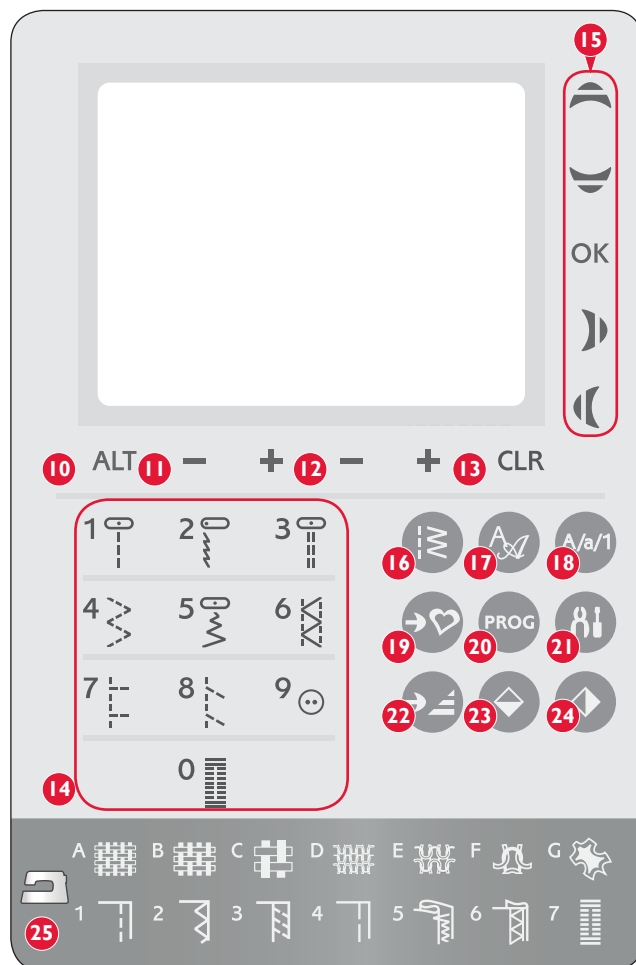 15
OK
10 ALT 11 − + 12 − + 13 CLR
1 2 3
16 17 18 A/a/1
4 5 6
19 20 PROG 21
7 8 9
22 23 24
0
14
A B C D E F G
25 1 2 3 4 5 6 7